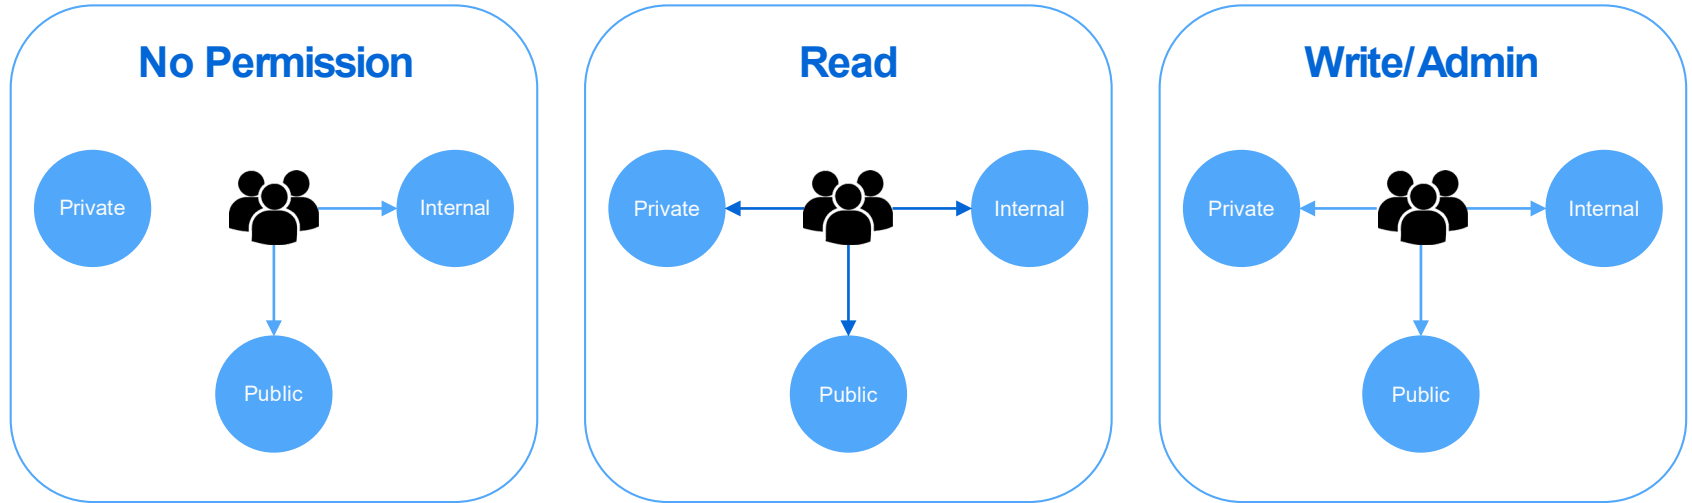 No Permission
Private
Internal
Public
Read
Private
Internal
Public
Write/Admin
Private
Internal
Public